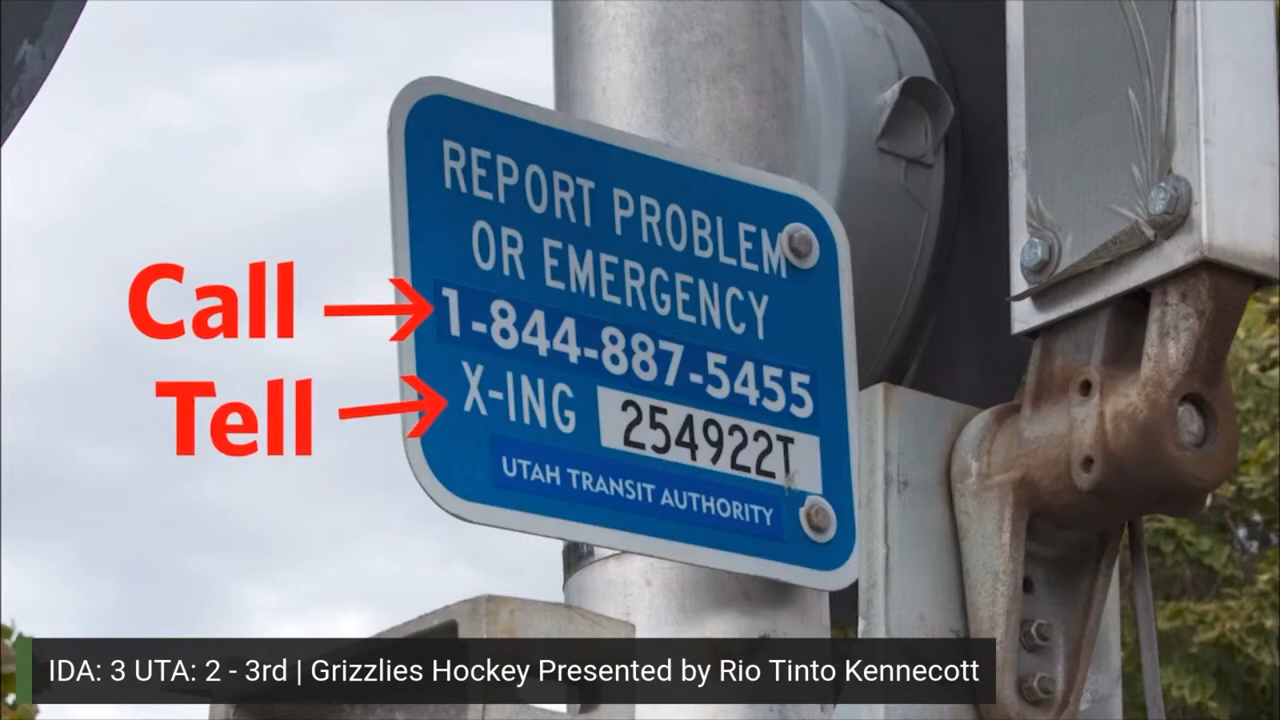 REPORT PROBLEM
OR EMERGENCY
Call
1-844-887-5455
Tell
X-ING 254922T
UTAH TRANSIT AUTHORITY
IDA: 3 UTA: 2 - 3rd | Grizzlies Hockey Presented by Rio Tinto Kennecott